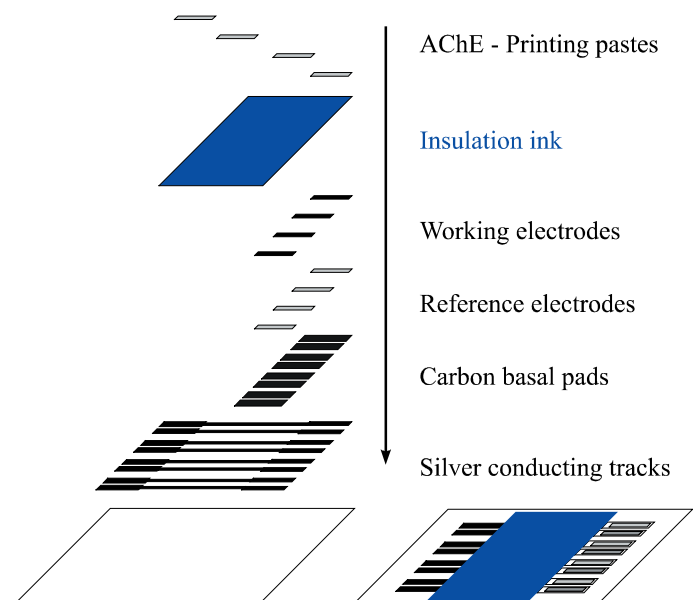 AChE - Printing pastes
Insulation ink
Working electrodes
Reference electrodes
Carbon basal pads
Silver conducting tracks